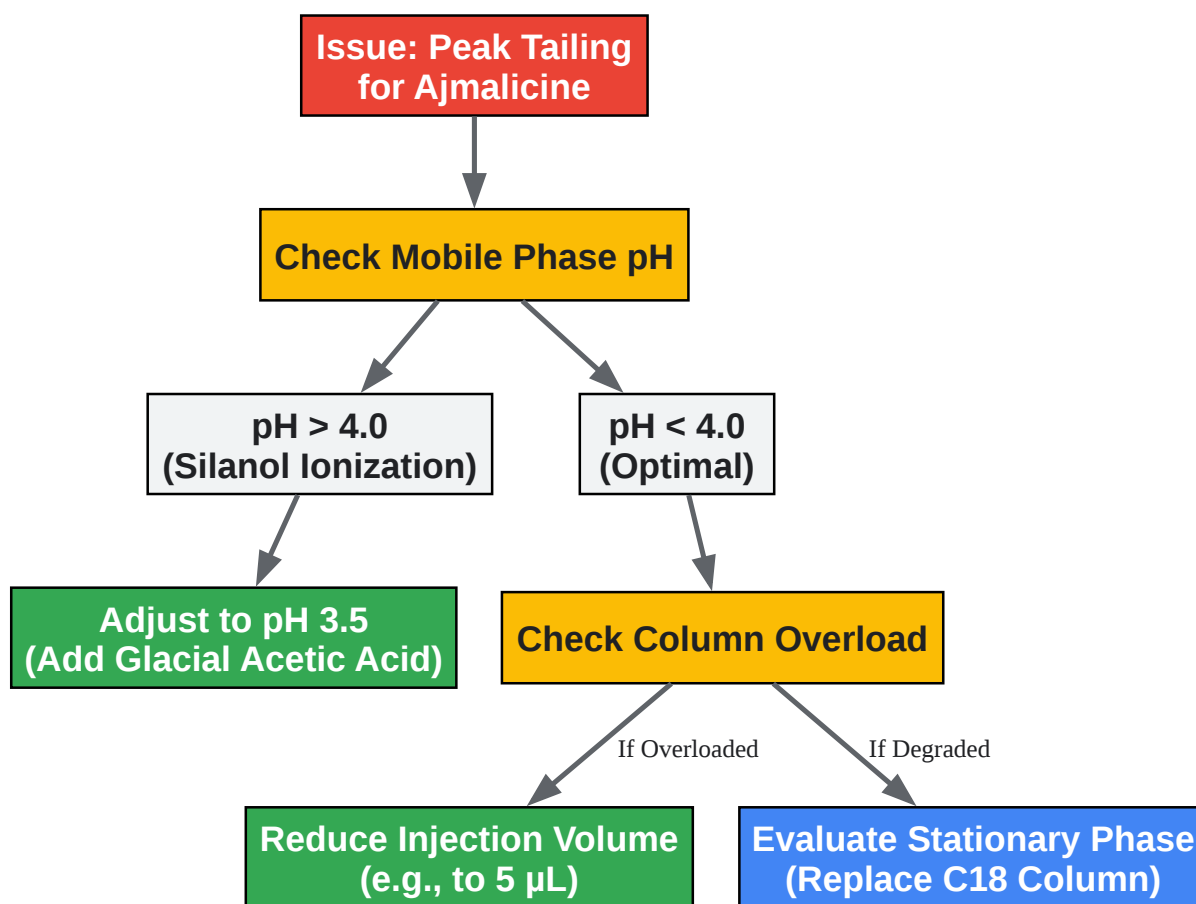 Issue: Peak Tailing
for Ajmalicine
Check Mobile Phase pH
pH > 4.0
(Silanol Ionization)
pH < 4.0
(Optimal)
Adjust to pH 3.5
(Add Glacial Acetic Acid)
Check Column Overload
If Overloaded
If Degraded
Reduce Injection Volume
(e.g., to 5 µL)
Evaluate Stationary Phase
(Replace C18 Column)